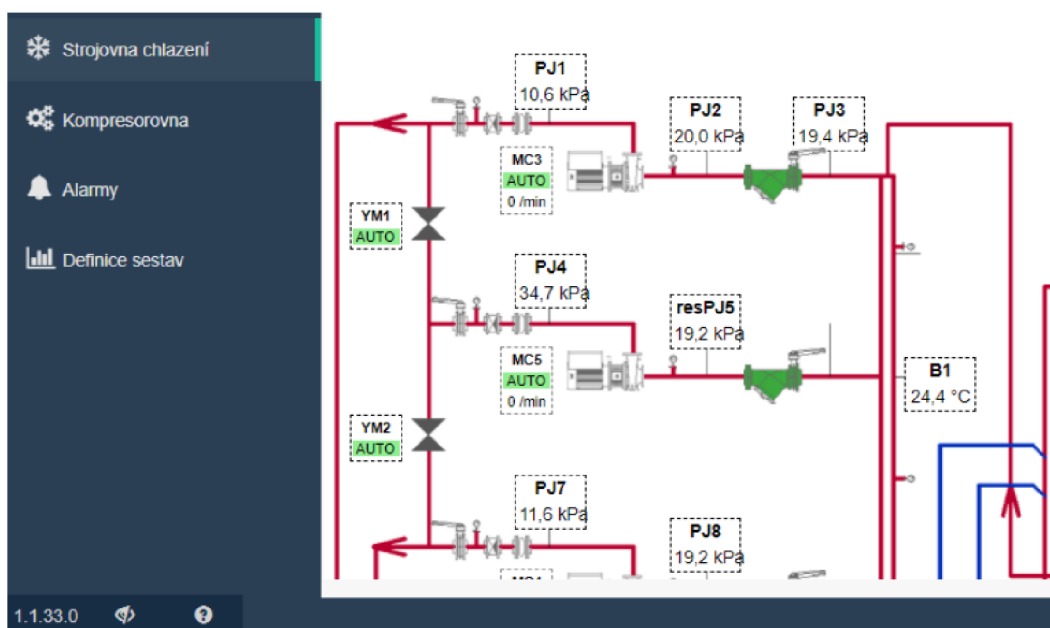 Strojovna chlazení
Kompresorovna
Alarmy
Definice sestav
1.1.33.0
PJ1
10,6 kPa
PJ2
20,0 kPa
PJ3
19,4 kPa
MC3
AUTO
0 /min
YM1
AUTO
PJ4
34,7 kPa
resPJ5
19,2 kPa
MC5
AUTO
0 /min
B1
24,4 °C
YM2
AUTO
PJ7
11,6 kPa
PJ8
19,2 kPa